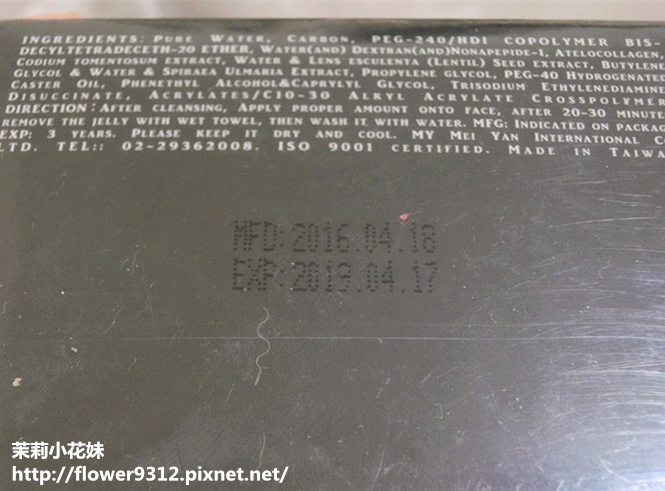 INGREDIENTS: PURE WATER, CARBON, PEG-240/HDI COPOLYMER BIS-
DECYLTETRADECETH-20 ETHER, WATER(AND) DEXTRAN(AND)NONAPEPIDE-1, ATELOCOLLAGEN,
CODIUM TOMENTOSUM EXTRACT, WATER & LENS ESCULENTA (LENTIL) SEED EXTRACT, BUTYLEN
GLYCOL & WATER & SPIRAEA ULMARIA EXTRACT, PROPYLENE GLYCOL, PEG-40 HYDROGENATE
CASTER OIL, PHENETHYL ALCOHOL&CAPRYLYL GLYCOL, TRISODIUM ETHYLENEDIAMINE
DISUCCINATE, ACRYLATES/C10-30 ALKYL ACRYLATE CROSSPOLYMER
DIRECTION: AFTER CLEANSING, APPLY PROPER AMOUNT ONTO FACE, AFTER 20-30 MINUTE
REMOVE THE JELLY WITH WET TOWEL, THEN WASH IT WITH WATER. MFG: INDICATED ON PACKAG
EXP: 3 YEARS. PLEASE KEEP IT DRY AND COOL. MY MEI YAN INTERNATIONAL CO
LTD. TEL:: 02-29362008. ISO 9001 CERTIFIED. MADE IN TAIWA
MFD:2016.04.18
EXP:2019.04.17
茉莉小花妹
http://flower9312.pixnet.net/